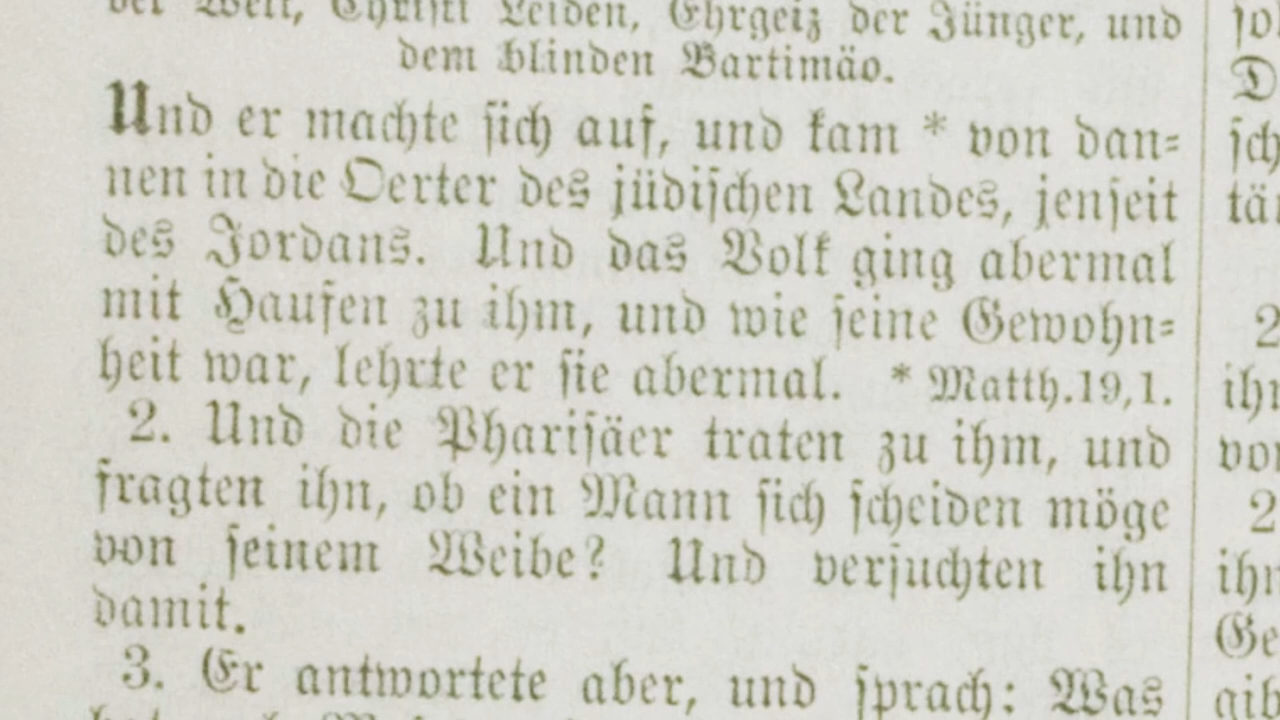 der Welt, Christi Leiden, Ehrgeiz der Jünger, und
dem blinden Bartimäo.
Und er machte sich auf, und kam * von dan=
nen in die Oerter des jüdischen Landes, jenseit
des Jordans. Und das Volk ging abermal
mit Haufen zu ihm, und wie seine Gewohn=
heit war, lehrte er sie abermal. * Matth.19,1.
2. Und die Pharisäer traten zu ihm, und
fragten ihn, ob ein Mann sich scheiden möge
von seinem Weibe? Und versuchten ihn
damit.
3. Er antwortete aber, und sprach: Was